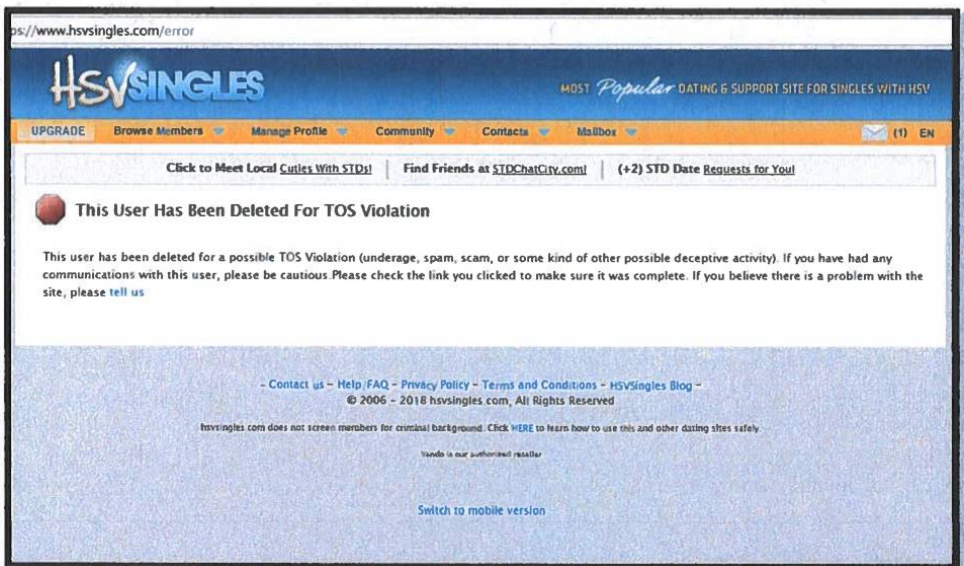 ps://www.hsvsingles.com/error
HSVSINGLES
MOST Popular DATING & SUPPORT SITE FOR SINGLES WITH HSV
UPGRADE Browse Members Manage Profile Community Contacts Mailbox (1) EN
Click to Meet Local Cuties With STDs! | Find Friends at STDChatCity.com! | (+2) STD Date Requests for You!
This User Has Been Deleted For TOS Violation
This user has been deleted for a possible TOS Violation (underage, spam, scam, or some kind of other possible deceptive activity). If you have had any
communications with this user, please be cautious.Please check the link you clicked to make sure it was complete. If you believe there is a problem with the
site, please tell us
- Contact us - Help/FAQ - Privacy Policy - Terms and Conditions - HSVSingles Blog -
© 2006 - 2018 hsvsingles.com, All Rights Reserved
hsvsingles.com does not screen members for criminal background. Click HERE to learn how to use this and other dating sites safely.
Vendo is our authorized reseller
Switch to mobile version